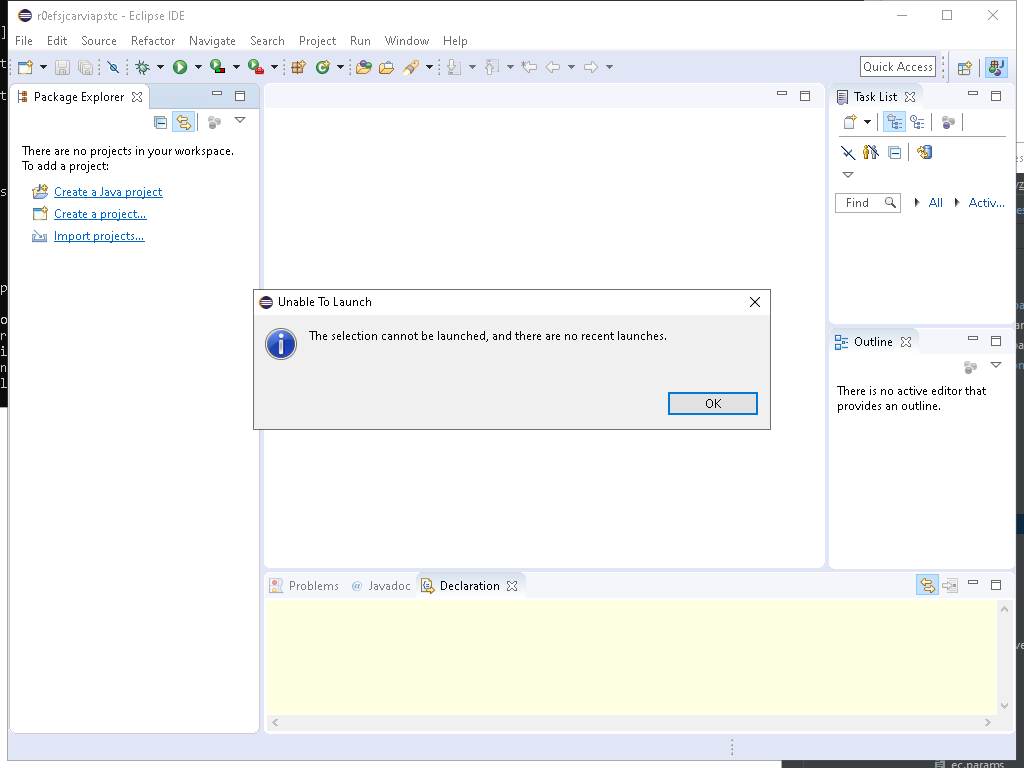 r0efsjcarviapstc - Eclipse IDE
File Edit Source Refactor Navigate Search Project Run Window Help
Quick Access
Package Explorer
There are no projects in your workspace.
To add a project:
Create a Java project
Create a project...
Import projects...
Task List
Find
All
Activ...
Unable To Launch
The selection cannot be launched, and there are no recent launches.
OK
Outline
There is no active editor that
provides an outline.
Problems @ Javadoc Declaration
ec.params